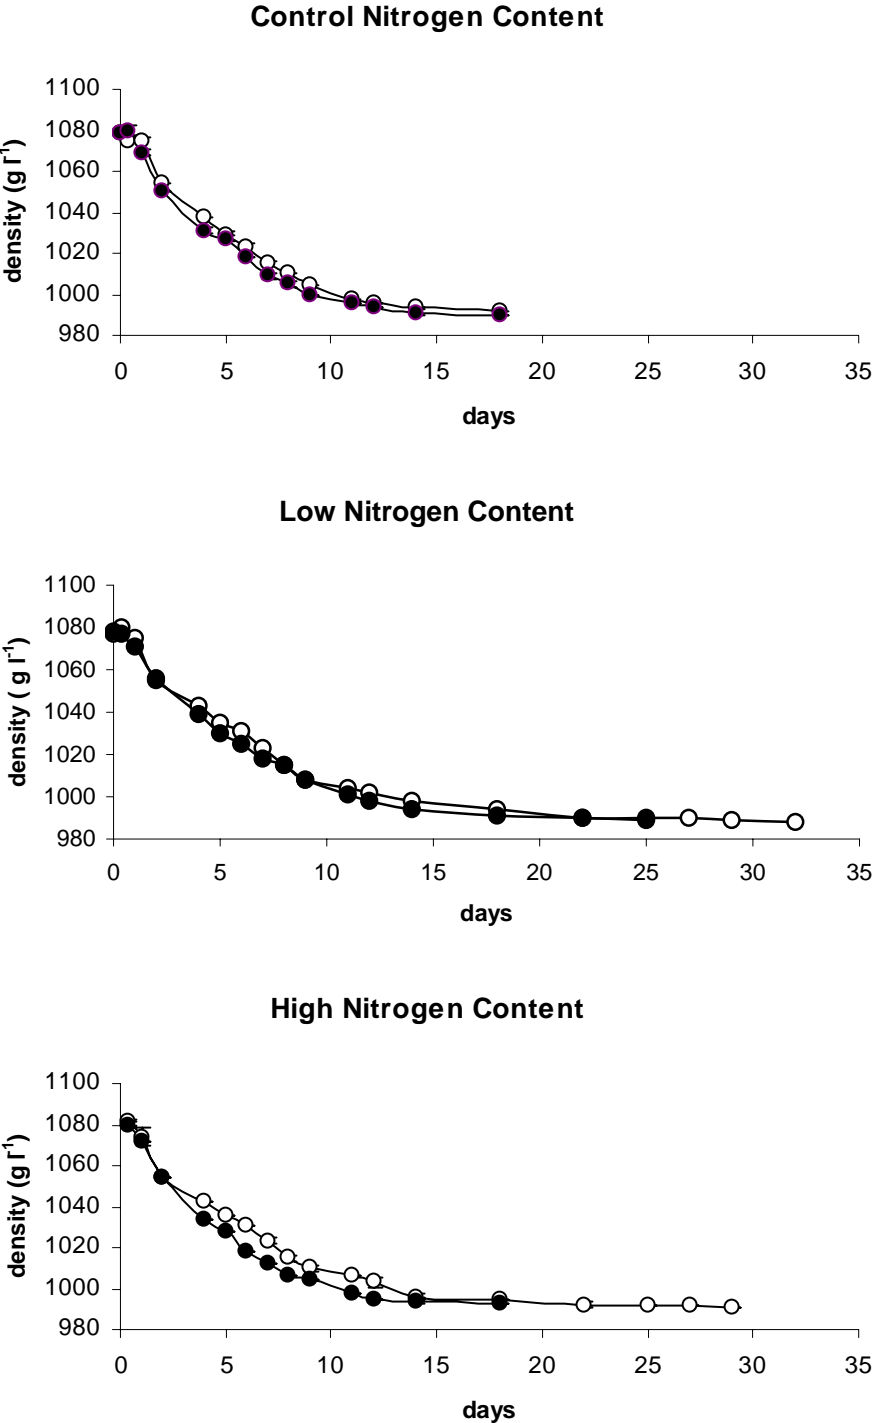 Control Nitrogen Content
1100
1080
1060
1040
1020
1000
980
density (g l-1)
0 5 10 15 20 25 30 35
days
Low Nitrogen Content
1100
1080
1060
1040
1020
1000
980
density ( g l-1)
0 5 10 15 20 25 30 35
days
High Nitrogen Content
1100
1080
1060
1040
1020
1000
980
density (g l-1)
0 5 10 15 20 25 30 35
days